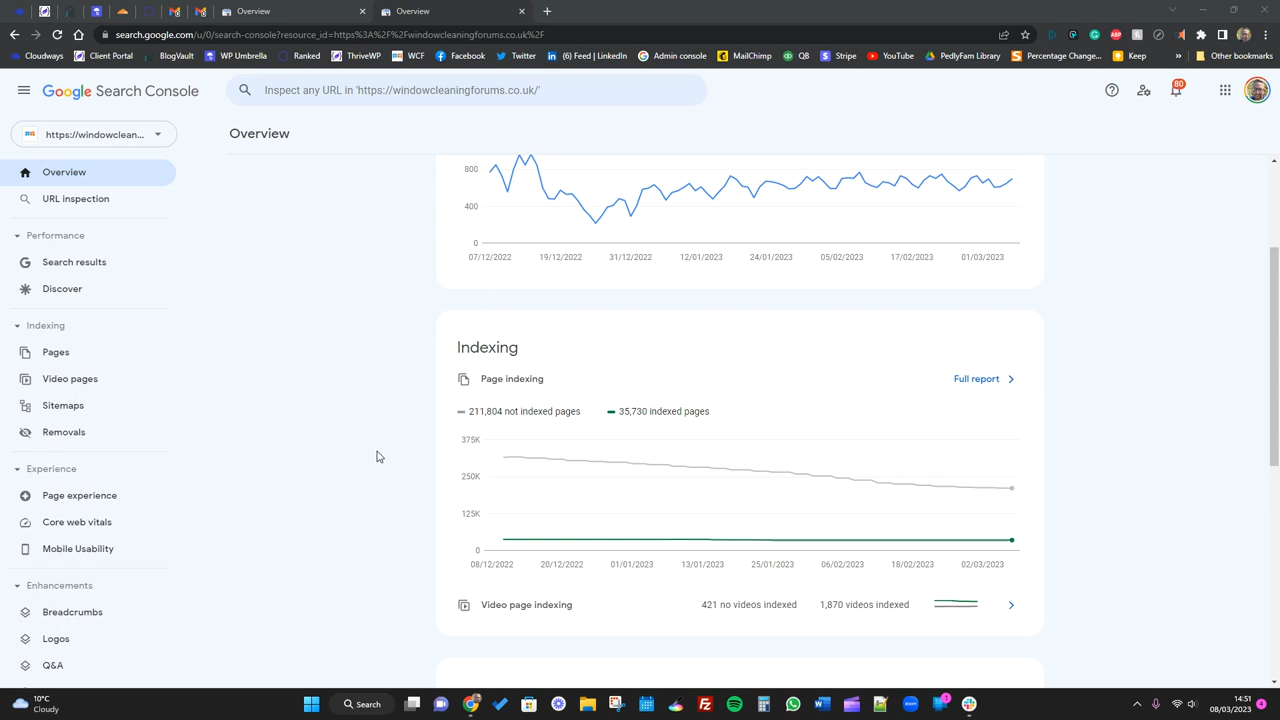 Overview
Overview
search.google.com/u/0/search-console?resource_id=https%3A%2F%2Fwindowcleaningforums.co.uk%2F
Cloudways
Client Portal
BlogVault
WP Umbrella
Ranked
ThriveWP
WCF
Facebook
Twitter
(6) Feed | LinkedIn
Admin console
MailChimp
QB
Stripe
YouTube
PedlyFam Library
Percentage Change...
Keep
»
Other bookmarks
Google Search Console
Inspect any URL in 'https://windowcleaningforums.co.uk/'
80
https://windowclean...
Overview
Overview
URL inspection
Performance
Search results
Discover
Indexing
Pages
Video pages
Sitemaps
Removals
Experience
Page experience
Core web vitals
Mobile Usability
Enhancements
Breadcrumbs
Logos
Q&A
800
400
0
07/12/2022 19/12/2022 31/12/2022 12/01/2023 24/01/2023 05/02/2023 17/02/2023 01/03/2023
Indexing
Page indexing
Full report
211,804 not indexed pages 35,730 indexed pages
375K
250K
125K
0
08/12/2022 20/12/2022 01/01/2023 13/01/2023 25/01/2023 06/02/2023 18/02/2023 02/03/2023
Video page indexing 421 no videos indexed 1,870 videos indexed
10°C
Cloudy
Search
1
14:51
08/03/2023
4